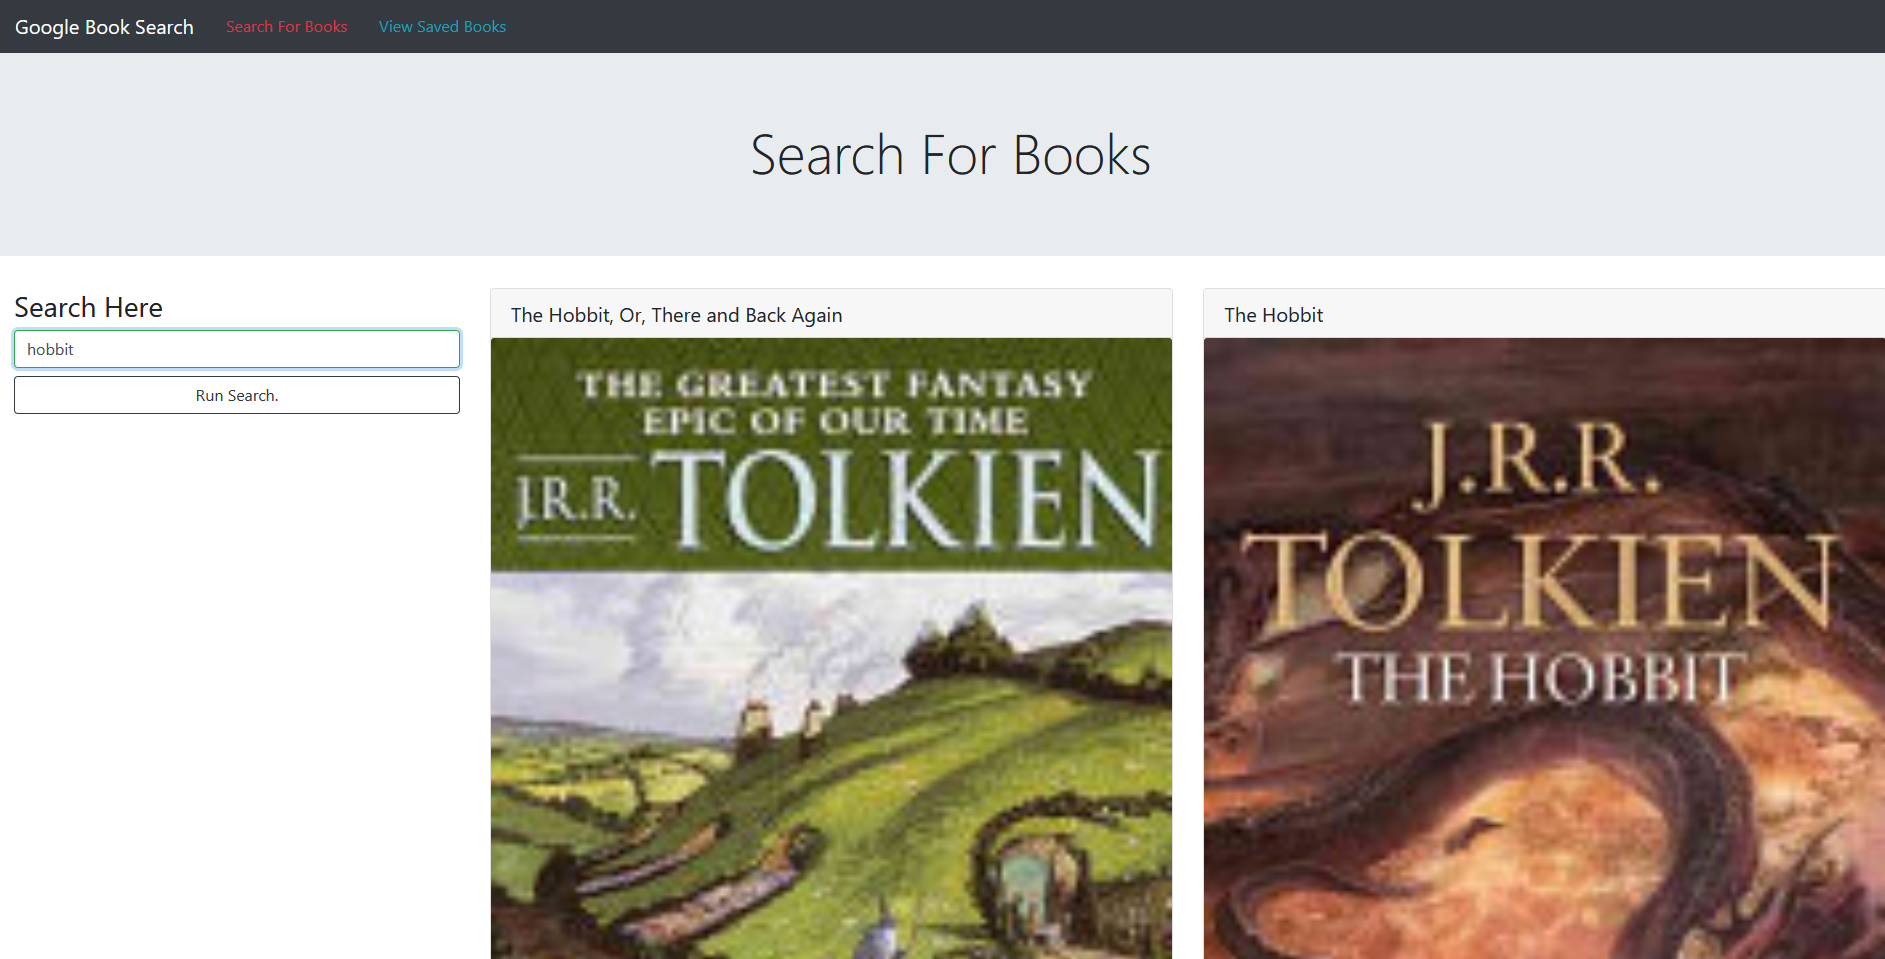 Google Book Search Search For Books View Saved Books
Search For Books
Search Here
hobbit
Run Search.
The Hobbit, Or, There and Back Again
THE GREATEST FANTASY
EPIC OF OUR TIME
J.R.R. TOLKIEN
The Hobbit
J.R.R.
TOLKIEN
THE HOBBIT